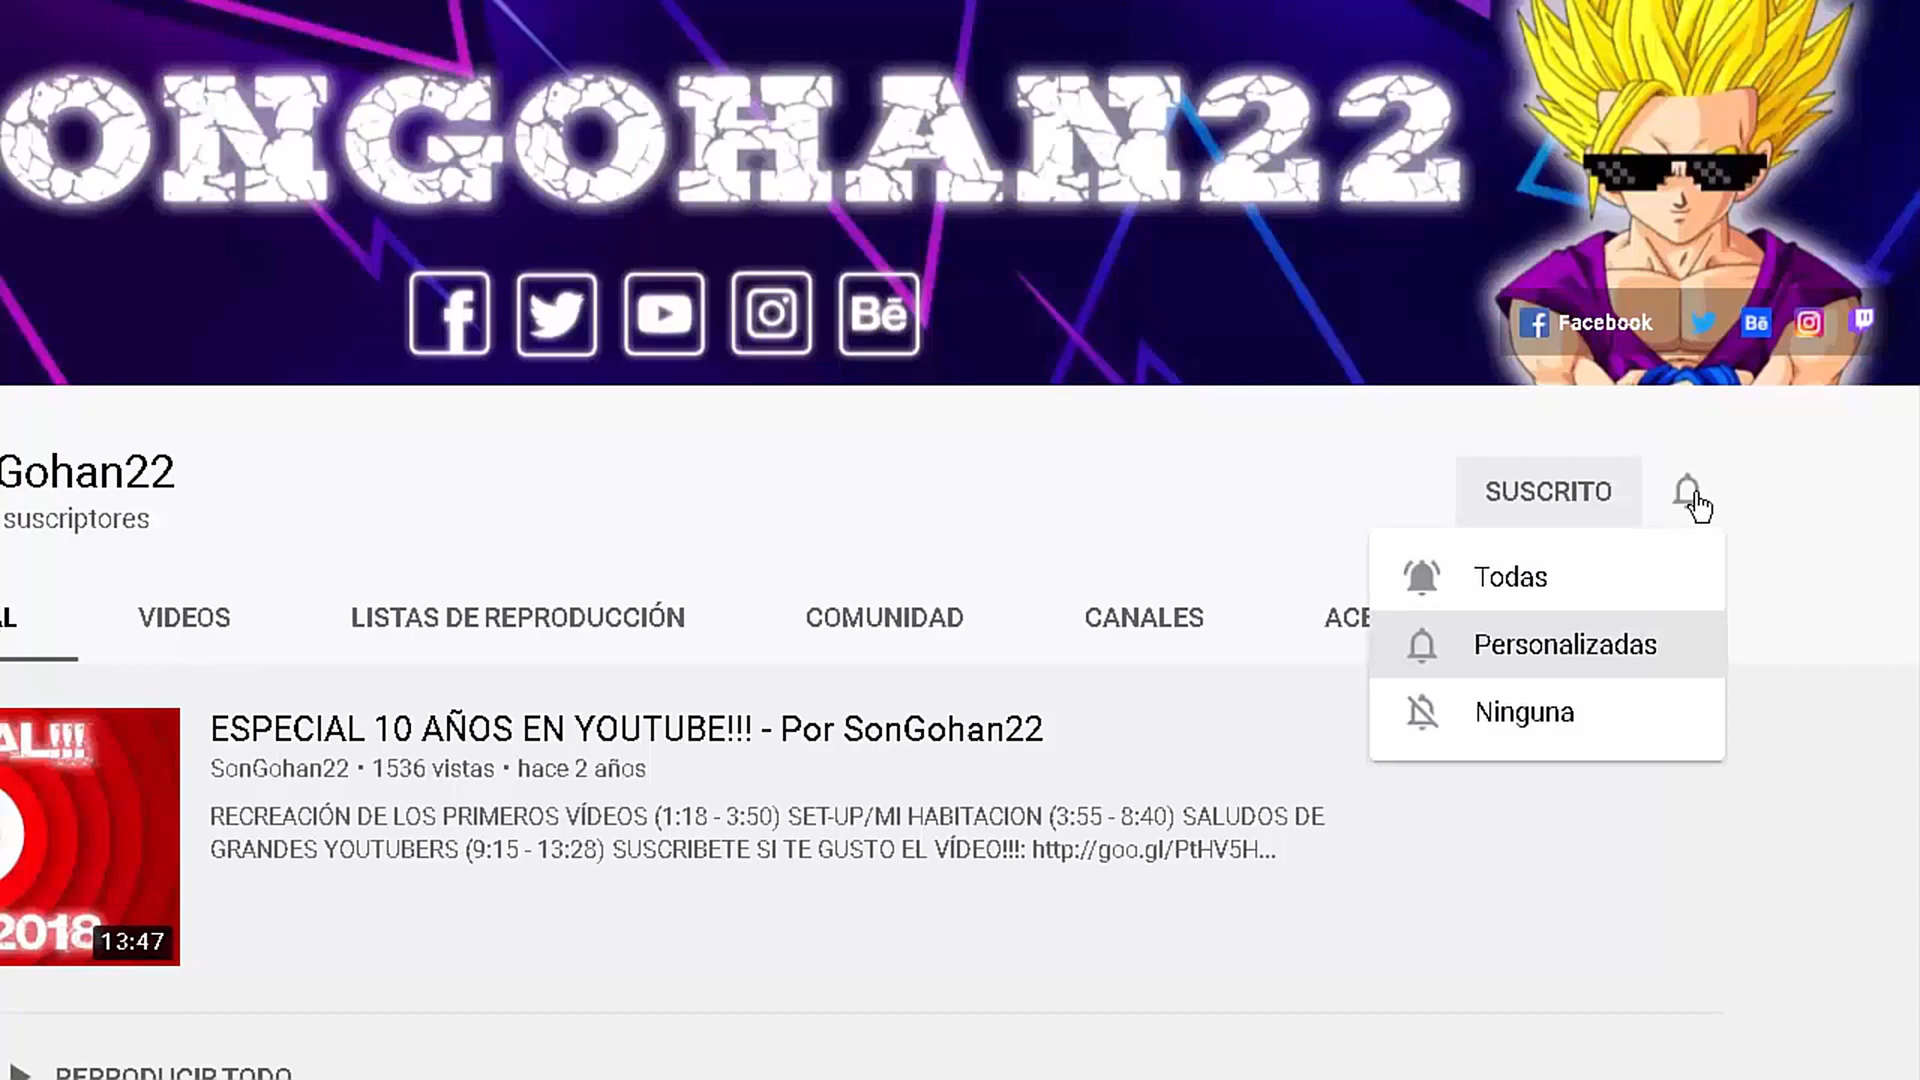 ONGOHAN22
Bē
Facebook
Bē
Gohan22
suscriptores
SUSCRITO
Todas
Personalizadas
Ninguna
L
VIDEOS
LISTAS DE REPRODUCCIÓN
COMUNIDAD
CANALES
ACE
AL!!!
2018
13:47
ESPECIAL 10 AÑOS EN YOUTUBE!!! - Por SonGohan22
SonGohan22 • 1536 vistas • hace 2 años
RECREACIÓN DE LOS PRIMEROS VÍDEOS (1:18 - 3:50) SET-UP/MI HABITACION (3:55 - 8:40) SALUDOS DE
GRANDES YOUTUBERS (9:15 - 13:28) SUSCRIBETE SI TE GUSTO EL VÍDEO!!!!: http://goo.gl/PtHV5H...
REPRODUCIR TODO